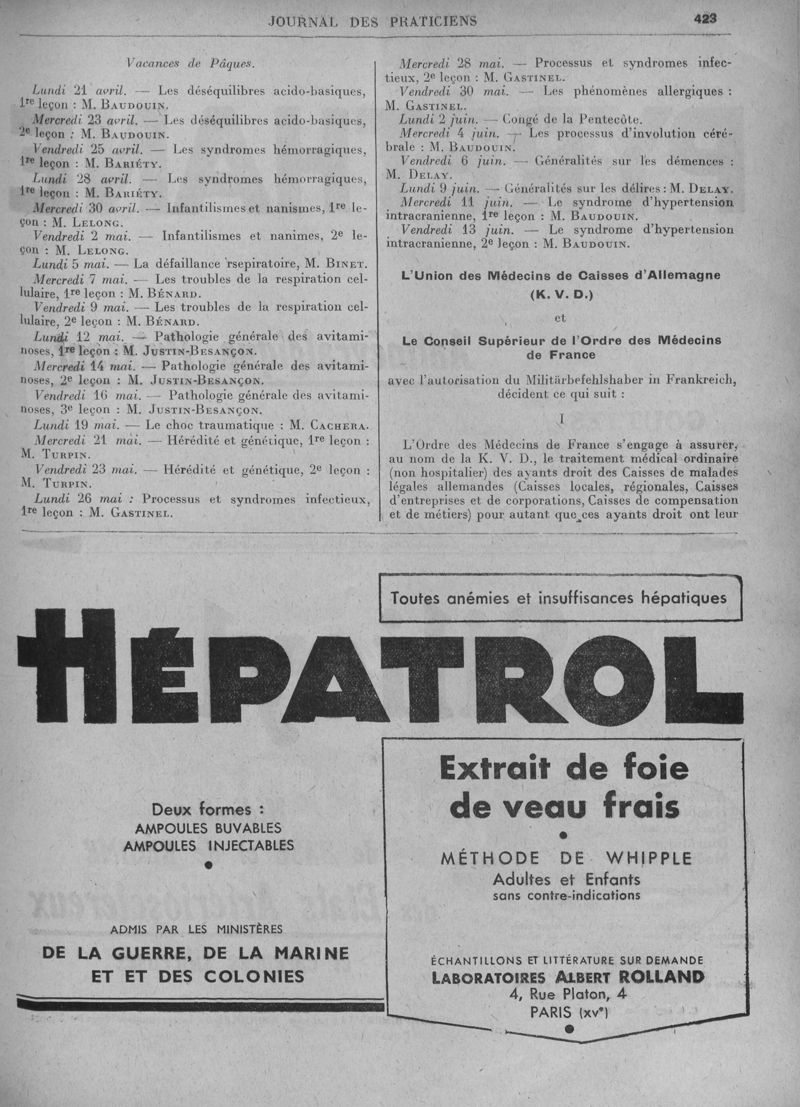 JOURNAL DES PRATICIENS 423
Vacances de Pâques.
Lundi 21 avril. — Les déséquilibres acido-basiques,
1re leçon : M. BAUDOUIN.
Mercredi 23 avril. — Les déséquilibres acido-basiques,
2e leçon : M. BAUDOUIN.
Vendredi 25 avril. — Les syndromes hémorragiques,
1re leçon : M. BARIÉTY.
Lundi 28 avril. — Les syndromes hémorragiques,
1re leçon : M. BARIÉTY.
Mercredi 30 avril. — Infantilismes et nanismes, 1re le-
çon : M. LELONG.
Vendredi 2 mai. — Infantilismes et nanimes, 2e le-
çon : M. LELONG.
Lundi 5 mai. — La défaillance rsepiratoire, M. BINET.
Mercredi 7 mai. — Les troubles de la respiration cel-
lulaire, 1re leçon : M. BÉNARD.
Vendredi 9 mai. — Les troubles de la respiration cel-
lulaire, 2e leçon : M. BÉNARD.
Lundi 12 mai. — Pathologie générale des avitami-
noses, 1re leçon : M. JUSTIN-BESANÇON.
Mercredi 14 mai. — Pathologie générale des avitami-
noses, 2e leçon : M. JUSTIN-BESANÇON.
Vendredi 16 mai. — Pathologie générale des avitami-
noses, 3e leçon : M. JUSTIN-BESANÇON.
Lundi 19 mai. — Le choc traumatique : M. CACHERA.
Mercredi 21 mai. — Hérédité et génétique, 1re leçon :
M. TURPIN.
Vendredi 23 mai. — Hérédité et génétique, 2e leçon :
M. TURPIN.
Lundi 26 mai : Processus et syndromes infectieux,
1re leçon : M. GASTINEL.
Mercredi 28 mai. — Processus et syndromes infec-
tieux, 2e leçon : M. GASTINEL.
Vendredi 30 mai. — Les phénomènes allergiques :
M. GASTINEL.
Lundi 2 juin. — Congé de la Pentecôte.
Mercredi 4 juin. — Les processus d'involution céré-
brale : M. BAUDOUIN.
Vendredi 6 juin. — Généralités sur les démences :
M. DELAY.
Lundi 9 juin. — Généralités sur les délires : M. DELAY.
Mercredi 11 juin. — Le syndrome d'hypertension
intracranienne, 1re leçon : M. BAUDOUIN.
Vendredi 13 juin. — Le syndrome d'hypertension
intracranienne, 2e leçon : M. BAUDOUIN.
L'Union des Médecins de Caisses d'Allemagne
(K. V. D.)
et
Le Conseil Supérieur de l'Ordre des Médecins
de France
avec l'autorisation du Militärbefehlshaber in Frankreich,
décident ce qui suit :
I
L'Ordre des Médecins de France s'engage à assurer,
au nom de la K. V. D., le traitement médical ordinaire
(non hospitalier) des ayants droit des Caisses de malades
légales allemandes (Caisses locales, régionales, Caisses
d'entreprises et de corporations, Caisses de compensation
et de métiers) pour autant que ces ayants droit ont leur
Toutes anémies et insuffisances hépatiques
HÉPATROL
Deux formes :
AMPOULES BUVABLES
AMPOULES INJECTABLES
ADMIS PAR LES MINISTÈRES
DE LA GUERRE, DE LA MARINE
ET ET DES COLONIES
Extrait de foie
de veau frais
MÉTHODE DE WHIPPLE
Adultes et Enfants
sans contre-indications
ÉCHANTILLONS ET LITTÉRATURE SUR DEMANDE
LABORATOIRES ALBERT ROLLAND
4, Rue Platon, 4
PARIS (XVe)